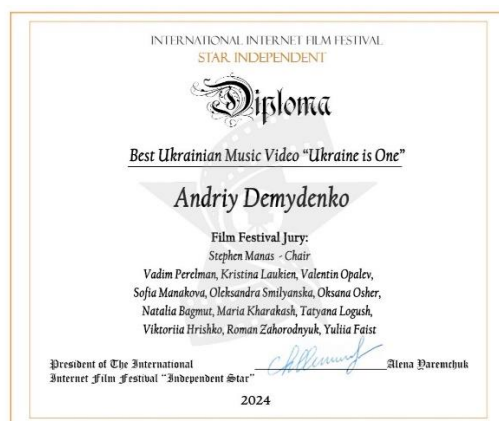 INTERNATIONAL INTERNET FILM FESTIVAL
STAR INDEPENDENT
Diploma
Best Ukrainian Music Video "Ukraine is One"
Andriy Demydenko
Film Festival Jury:
Stephen Manas - Chair
Vadim Perelman, Kristina Laukien, Valentin Opalev,
Sofia Manakova, Oleksandra Smilyanska, Oksana Osher,
Natalia Bagmut, Maria Kharakash, Tatyana Logush,
Viktoriia Hrishko, Roman Zahorodnyuk, Yuliia Faist
President of The International
Internet Film Festival "Independent Star" Alena Yaremchuk
2024